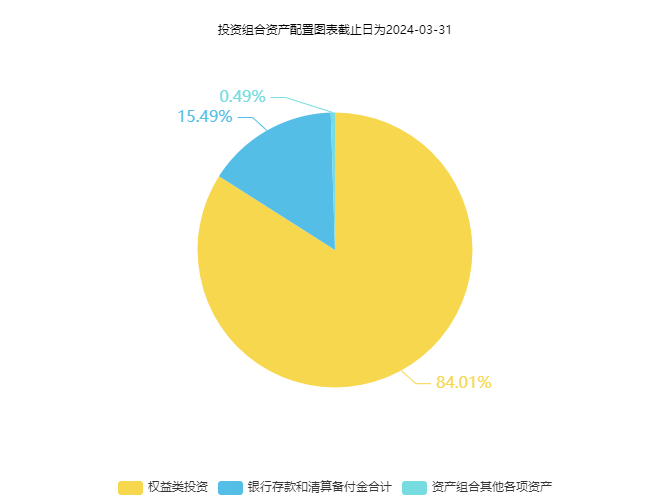 投资组合资产配置图表截止日为2024-03-31
0.49%
15.49%
84.01%
权益类投资 银行存款和清算备付金合计 资产组合其他各项资产